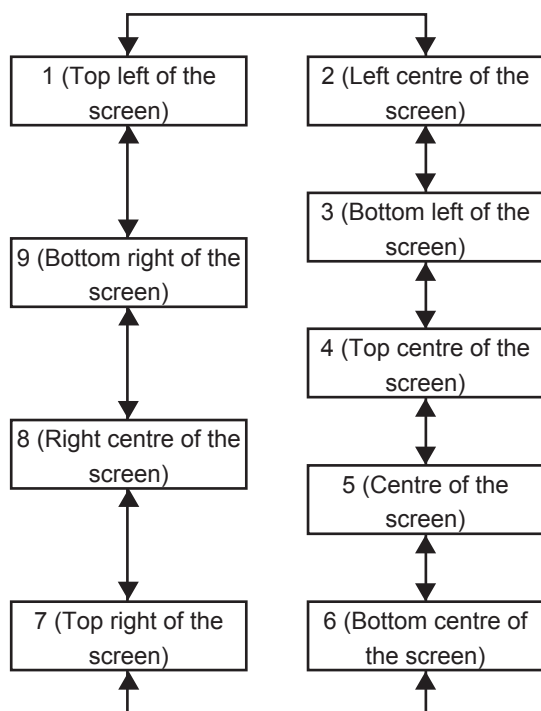 1 (Top left of the
screen)
2 (Left centre of the
screen)
3 (Bottom left of the
screen)
9 (Bottom right of the
screen)
4 (Top centre of the
screen)
8 (Right centre of the
screen)
5 (Centre of the
screen)
7 (Top right of the
screen)
6 (Bottom centre of
the screen)